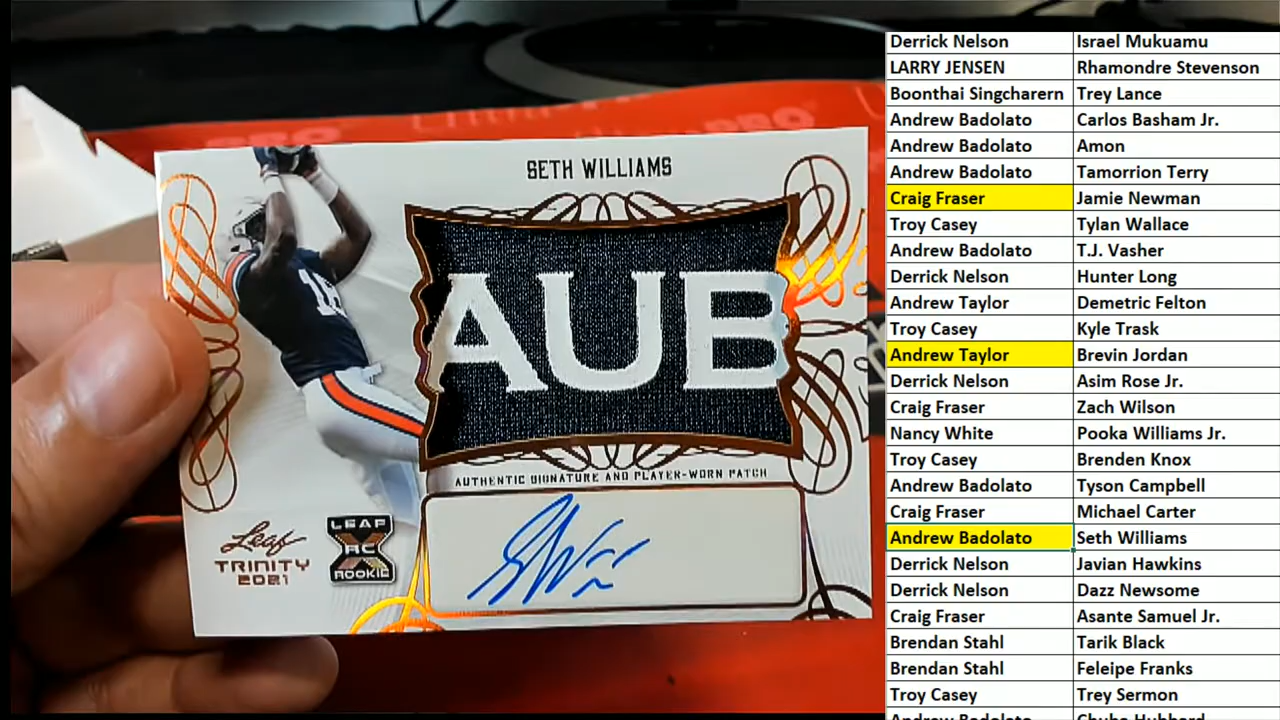 SETH WILLIAMS
18
AUB
AUTHENTIC SIGNATURE AND PLAYER-WORN PATCH
Leaf
TRINITY
2021
LEAF
RC
ROOKIE
PRO
Derrick Nelson Israel Mukuamu
LARRY JENSEN Rhamondre Stevenson
Boonthai Singcharern Trey Lance
Andrew Badolato Carlos Basham Jr.
Andrew Badolato Amon
Andrew Badolato Tamorrion Terry
Craig Fraser Jamie Newman
Troy Casey Tylan Wallace
Andrew Badolato T.J. Vasher
Derrick Nelson Hunter Long
Andrew Taylor Demetric Felton
Troy Casey Kyle Trask
Andrew Taylor Brevin Jordan
Derrick Nelson Asim Rose Jr.
Craig Fraser Zach Wilson
Nancy White Pooka Williams Jr.
Troy Casey Brenden Knox
Andrew Badolato Tyson Campbell
Craig Fraser Michael Carter
Andrew Badolato Seth Williams
Derrick Nelson Javian Hawkins
Derrick Nelson Dazz Newsome
Craig Fraser Asante Samuel Jr.
Brendan Stahl Tarik Black
Brendan Stahl Feleipe Franks
Troy Casey Trey Sermon
Andrew Badolato Chuba Hubbard